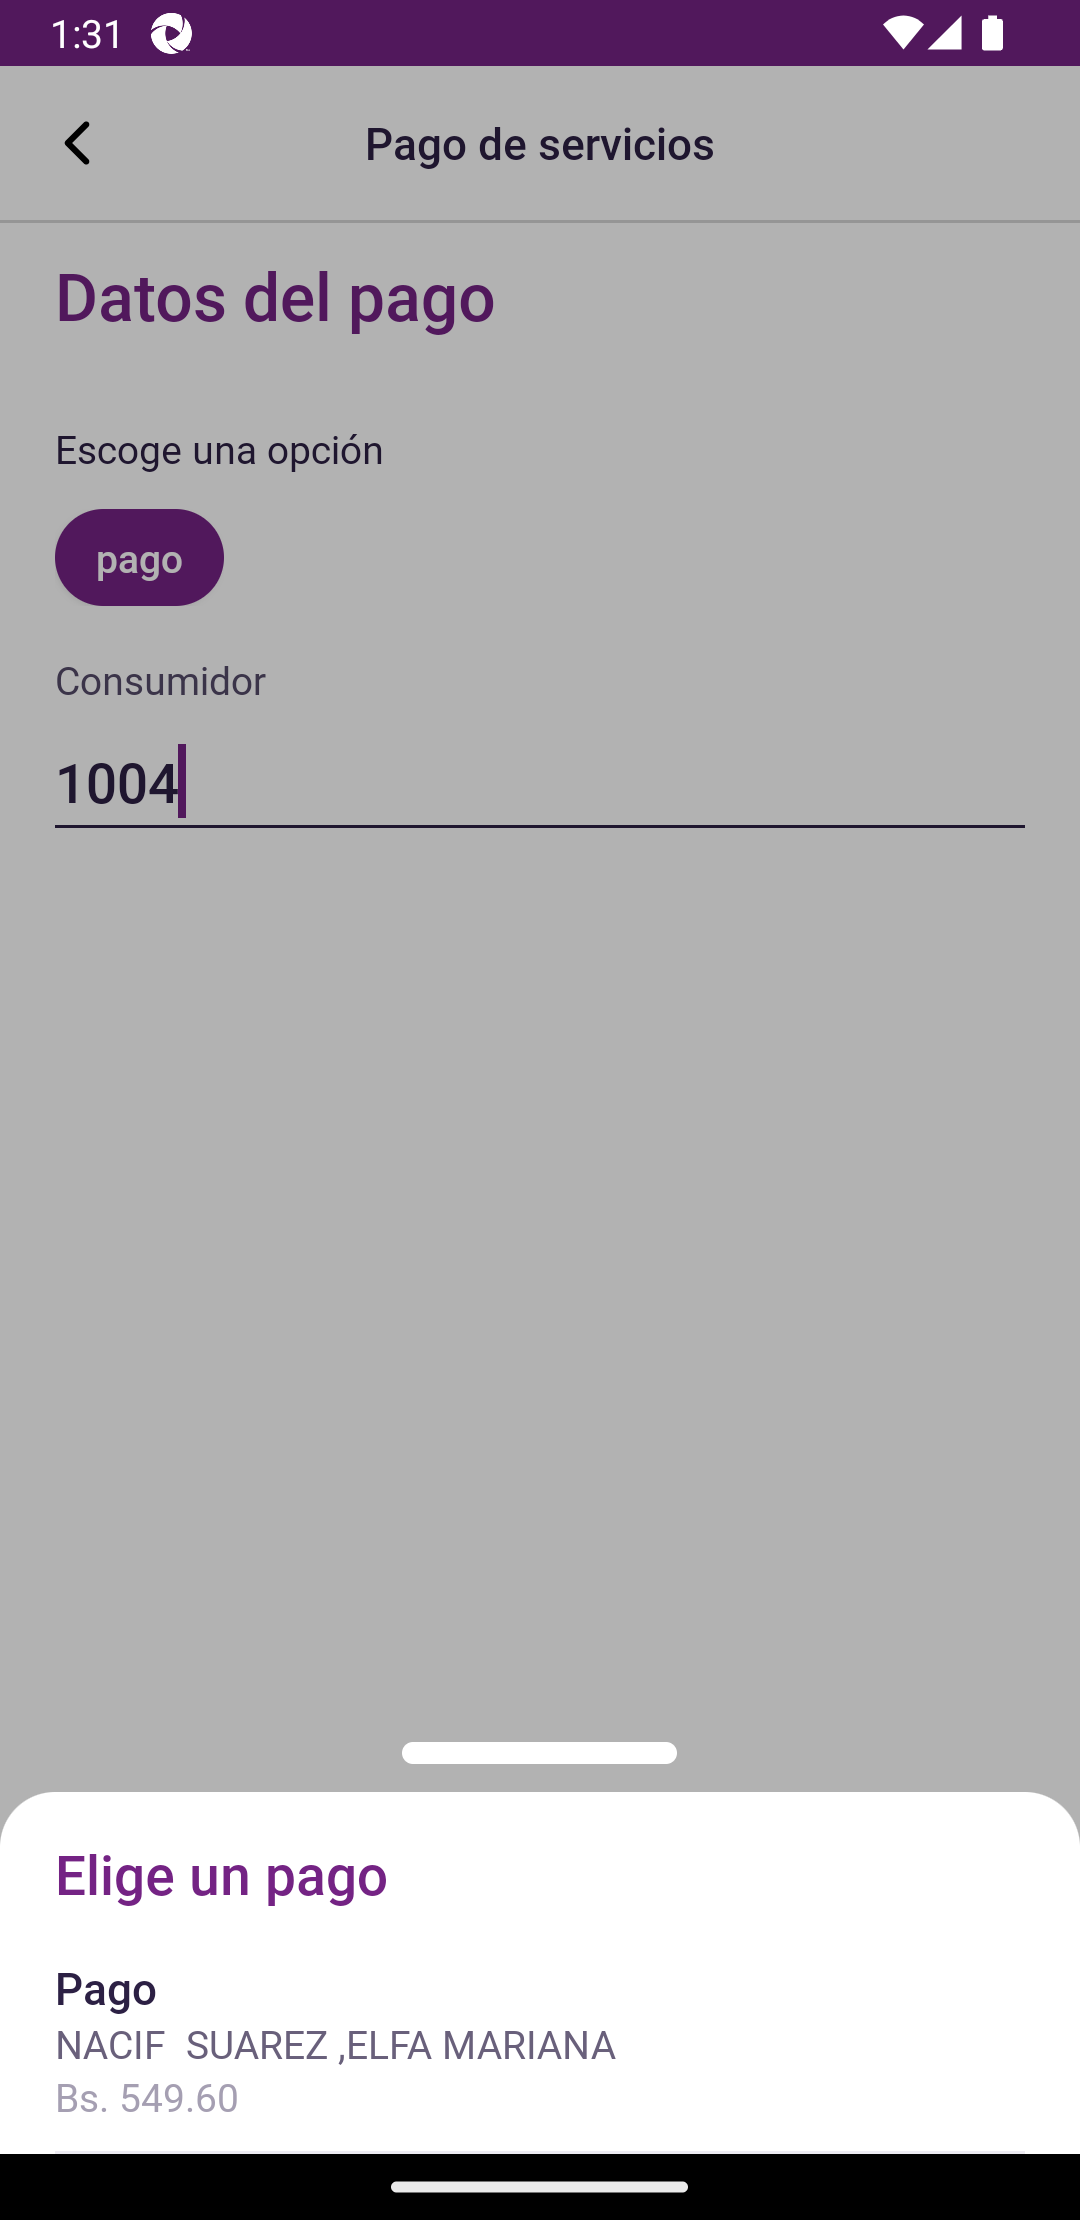 1:31
Pago de servicios
Datos del pago
Escoge una opción
pago
Consumidor
1004
Elige un pago
Pago
NACIF  SUAREZ ,ELFA MARIANA
Bs. 549.60